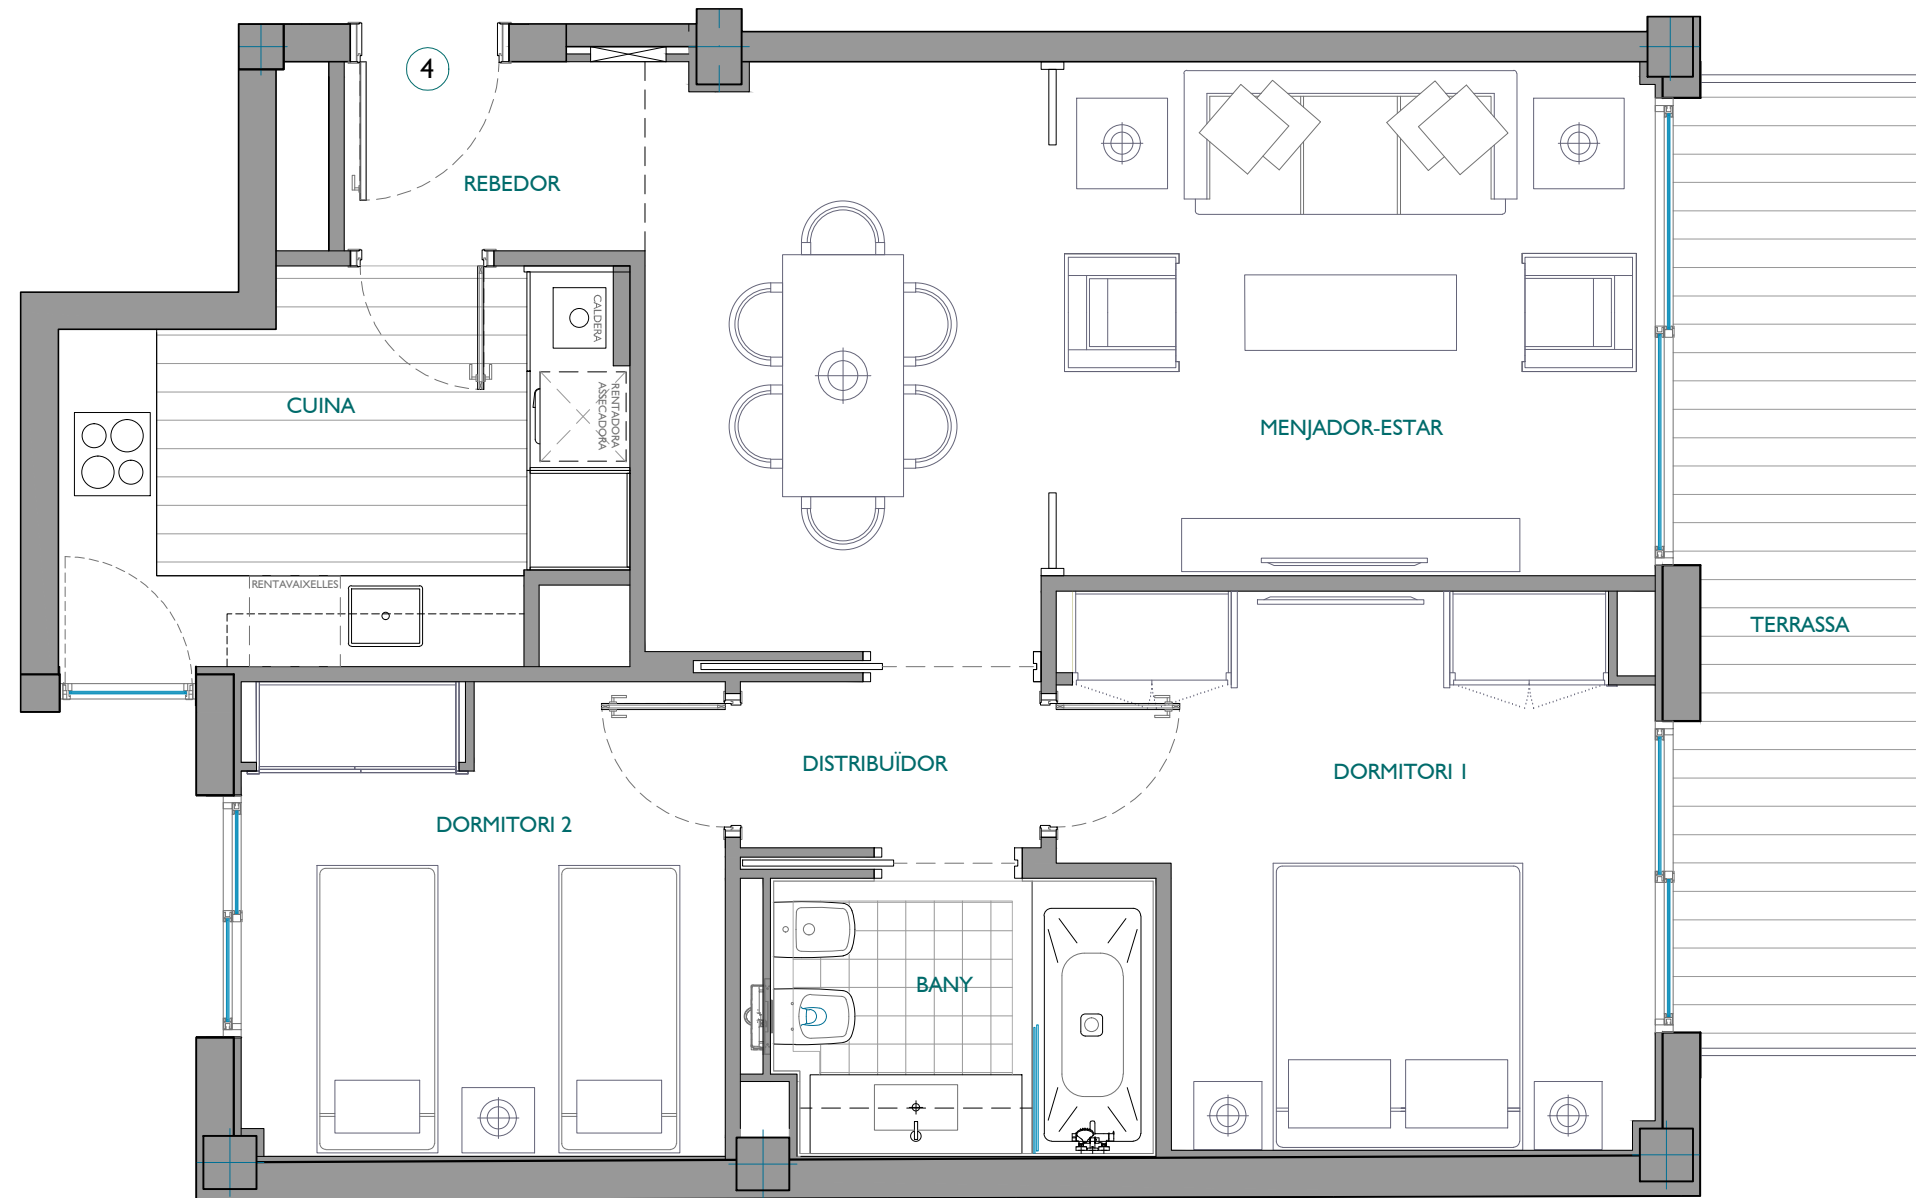 4
REBEDOR
CALDERA
RENTADORA
ASSECADORA
CUINA
MENJADOR-ESTAR
RENTAVAIXELLES
TERRASSA
DISTRIBUÏDOR
DORMITORI 1
DORMITORI 2
BANY